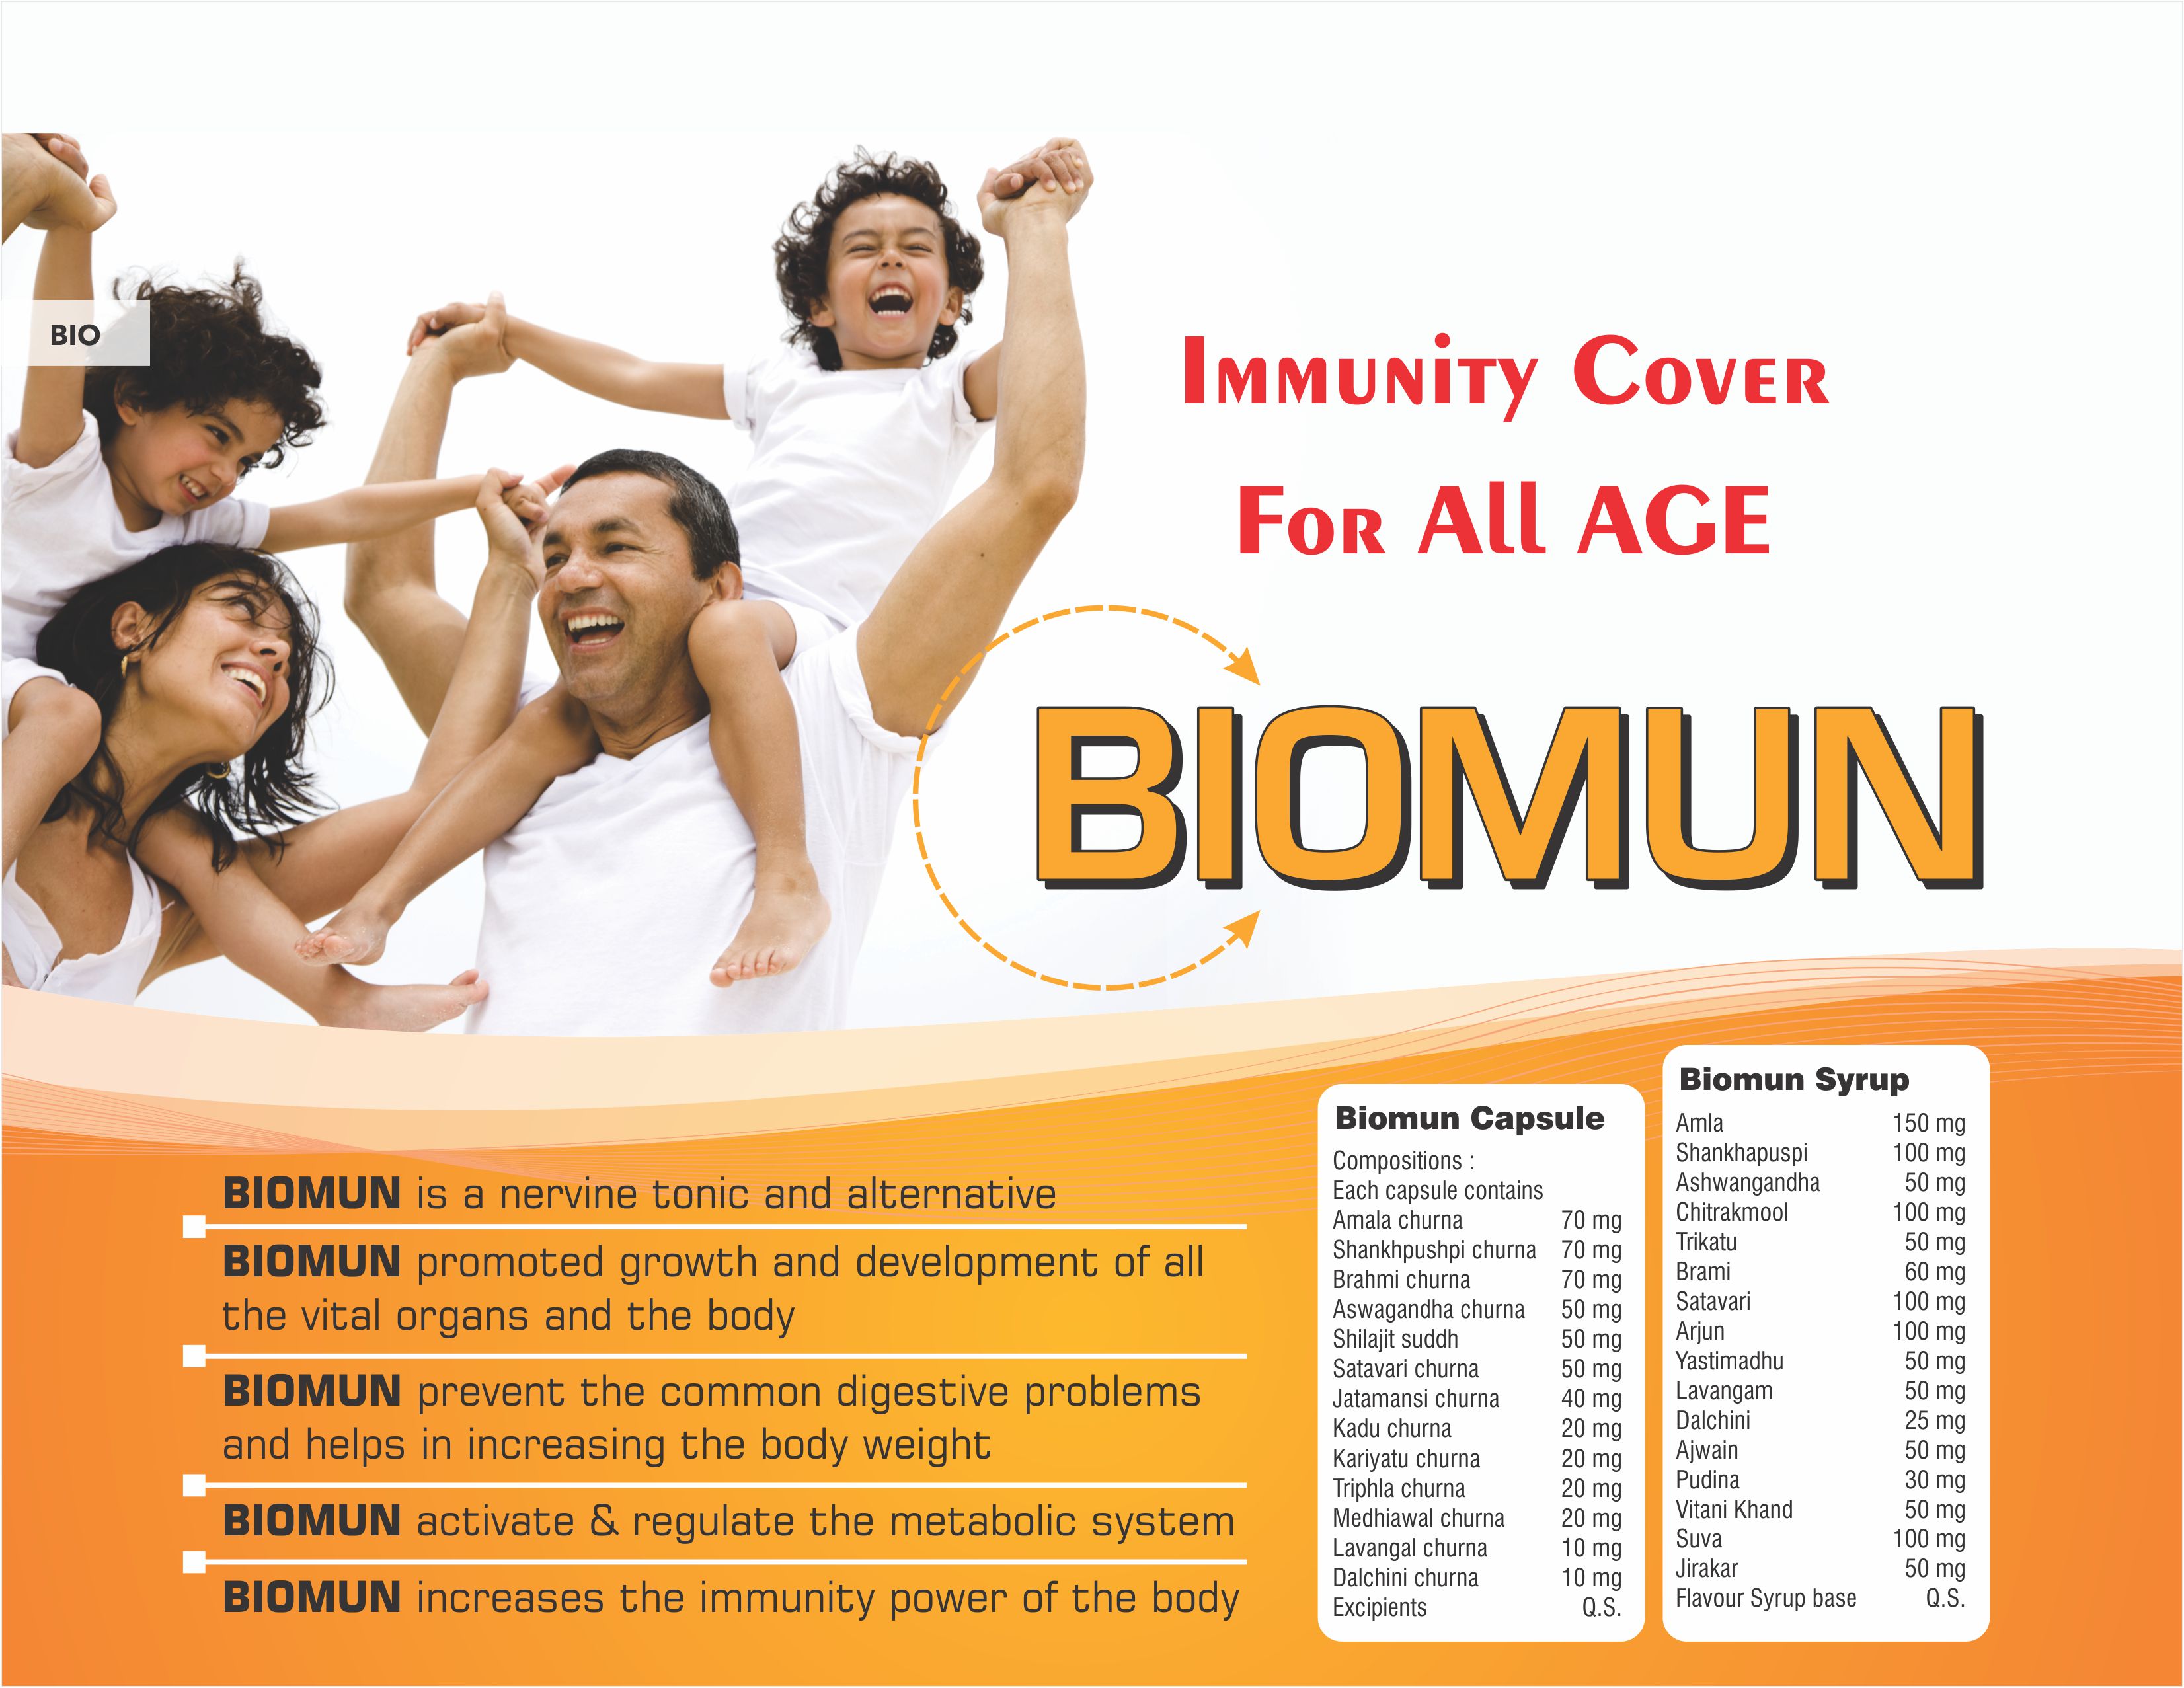 BIO
Immunity Cover
For All AGE
BIOMUN
BIOMUN is a nervine tonic and alternative
BIOMUN promoted growth and development of all
the vital organs and the body
BIOMUN prevent the common digestive problems
and helps in increasing the body weight
BIOMUN activate & regulate the metabolic system
BIOMUN increases the immunity power of the body
Biomun Capsule
Compositions :
Each capsule contains
Amala churna 70 mg
Shankhpushpi churna 70 mg
Brahmi churna 70 mg
Aswagandha churna 50 mg
Shilajit suddh 50 mg
Satavari churna 50 mg
Jatamansi churna 40 mg
Kadu churna 20 mg
Kariyatu churna 20 mg
Triphla churna 20 mg
Medhiawal churna 20 mg
Lavangal churna 10 mg
Dalchini churna 10 mg
Excipients Q.S.
Biomun Syrup
Amla 150 mg
Shankhapuspi 100 mg
Ashwangandha 50 mg
Chitrakmool 100 mg
Trikatu 50 mg
Brami 60 mg
Satavari 100 mg
Arjun 100 mg
Yastimadhu 50 mg
Lavangam 50 mg
Dalchini 25 mg
Ajwain 50 mg
Pudina 30 mg
Vitani Khand 50 mg
Suva 100 mg
Jirakar 50 mg
Flavour Syrup base Q.S.